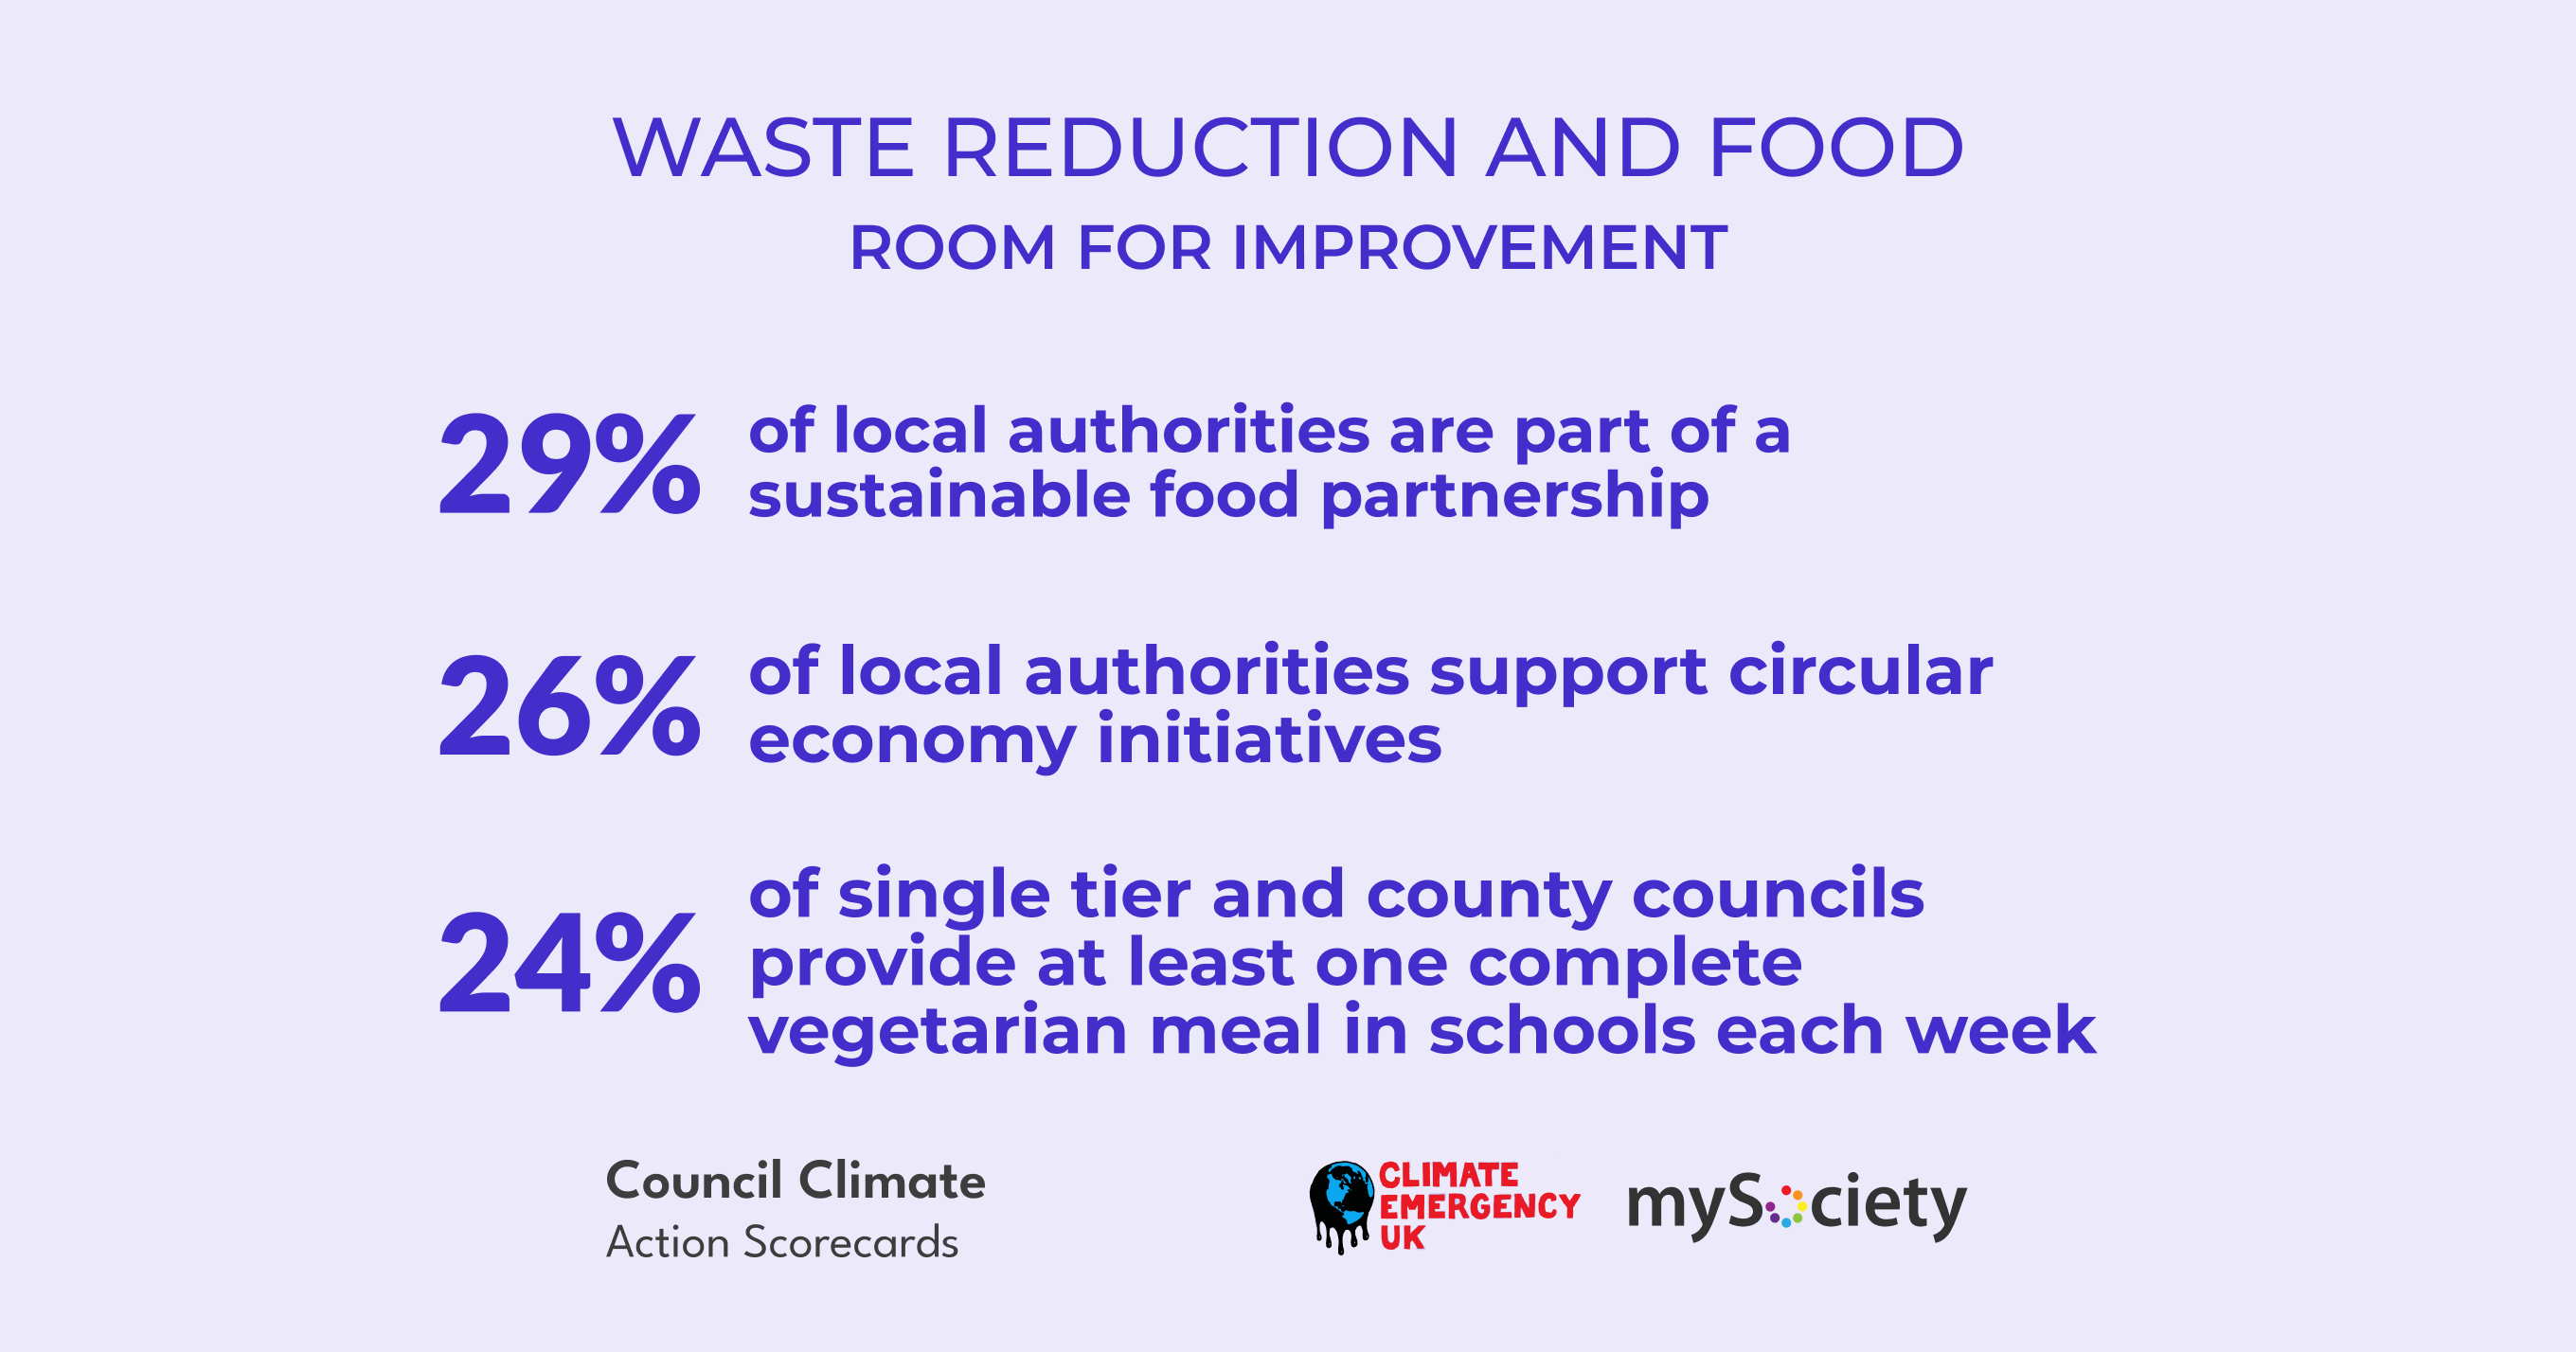 WASTE REDUCTION AND FOOD
ROOM FOR IMPROVEMENT
29%
of local authorities are part of a
sustainable food partnership
26%
of local authorities support circular
economy initiatives
24%
of single tier and county councils
provide at least one complete
vegetarian meal in schools each week
Council Climate
Action Scorecards
CLIMATE
EMERGENCY
UK
mySociety